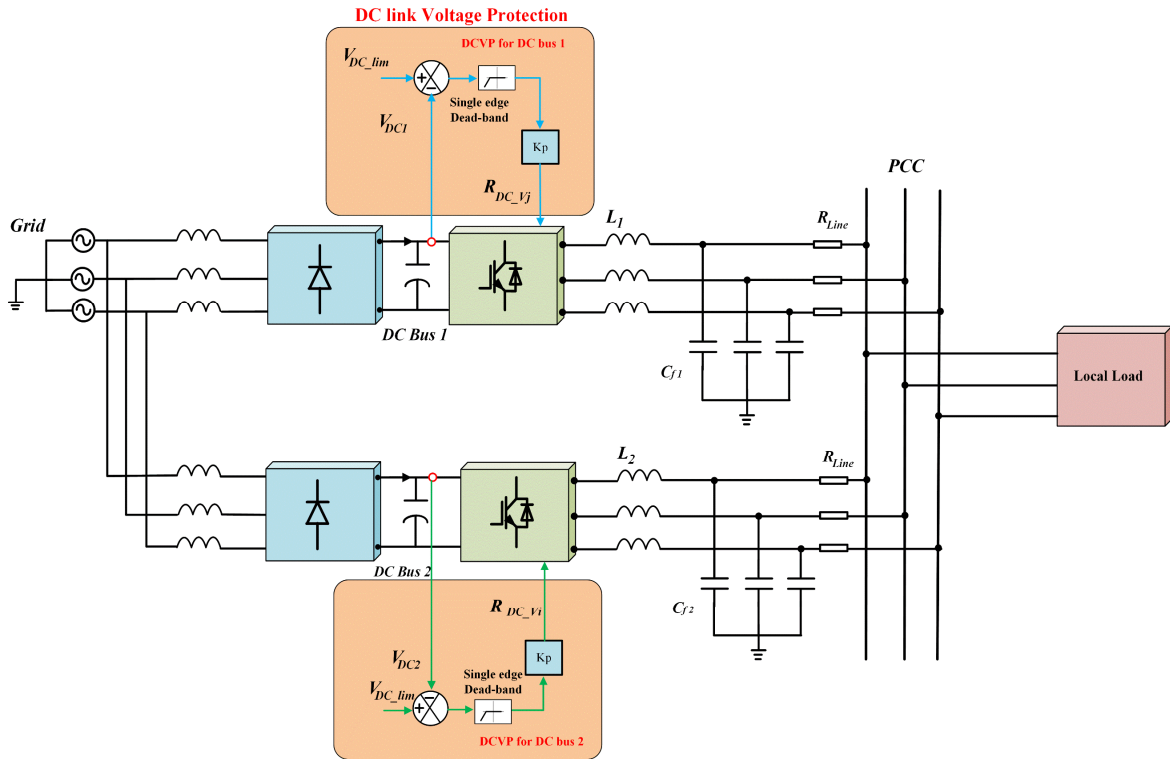 DC link Voltage Protection
DCVP for DC bus 1
V_DC_lim
+
−
Single edge
Dead-band
V_DC1
Kp
R_DC_Vj
PCC
Grid
L_1
R_Line
DC Bus 1
C_f1
Local Load
L_2
R_Line
DC Bus 2
C_f2
R_DC_Vi
Kp
V_DC2
Single edge
Dead-band
V_DC_lim
−
+
DCVP for DC bus 2